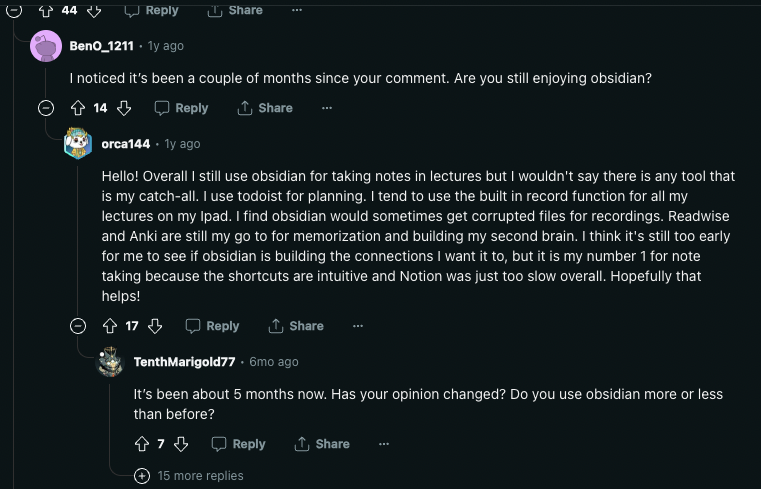 44 Reply Share ...
BenO_1211 · 1y ago
I noticed it's been a couple of months since your comment. Are you still enjoying obsidian?
14 Reply Share ...
orca144 · 1y ago
Hello! Overall I still use obsidian for taking notes in lectures but I wouldn't say there is any tool that
is my catch-all. I use todoist for planning. I tend to use the built in record function for all my
lectures on my Ipad. I find obsidian would sometimes get corrupted files for recordings. Readwise
and Anki are still my go to for memorization and building my second brain. I think it's still too early
for me to see if obsidian is building the connections I want it to, but it is my number 1 for note
taking because the shortcuts are intuitive and Notion was just too slow overall. Hopefully that
helps!
17 Reply Share ...
TenthMarigold77 · 6mo ago
It's been about 5 months now. Has your opinion changed? Do you use obsidian more or less
than before?
7 Reply Share ...
15 more replies